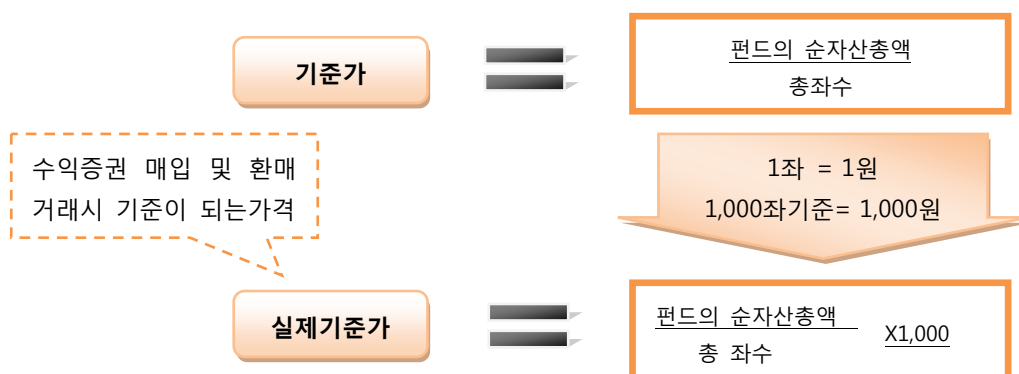 기준가
펀드의 순자산총액
총좌수
수익증권 매입 및 환매
거래시 기준이 되는가격
1좌 = 1원
1,000좌기준= 1,000원
실제기준가
펀드의 순자산총액
총 좌수
X1,000